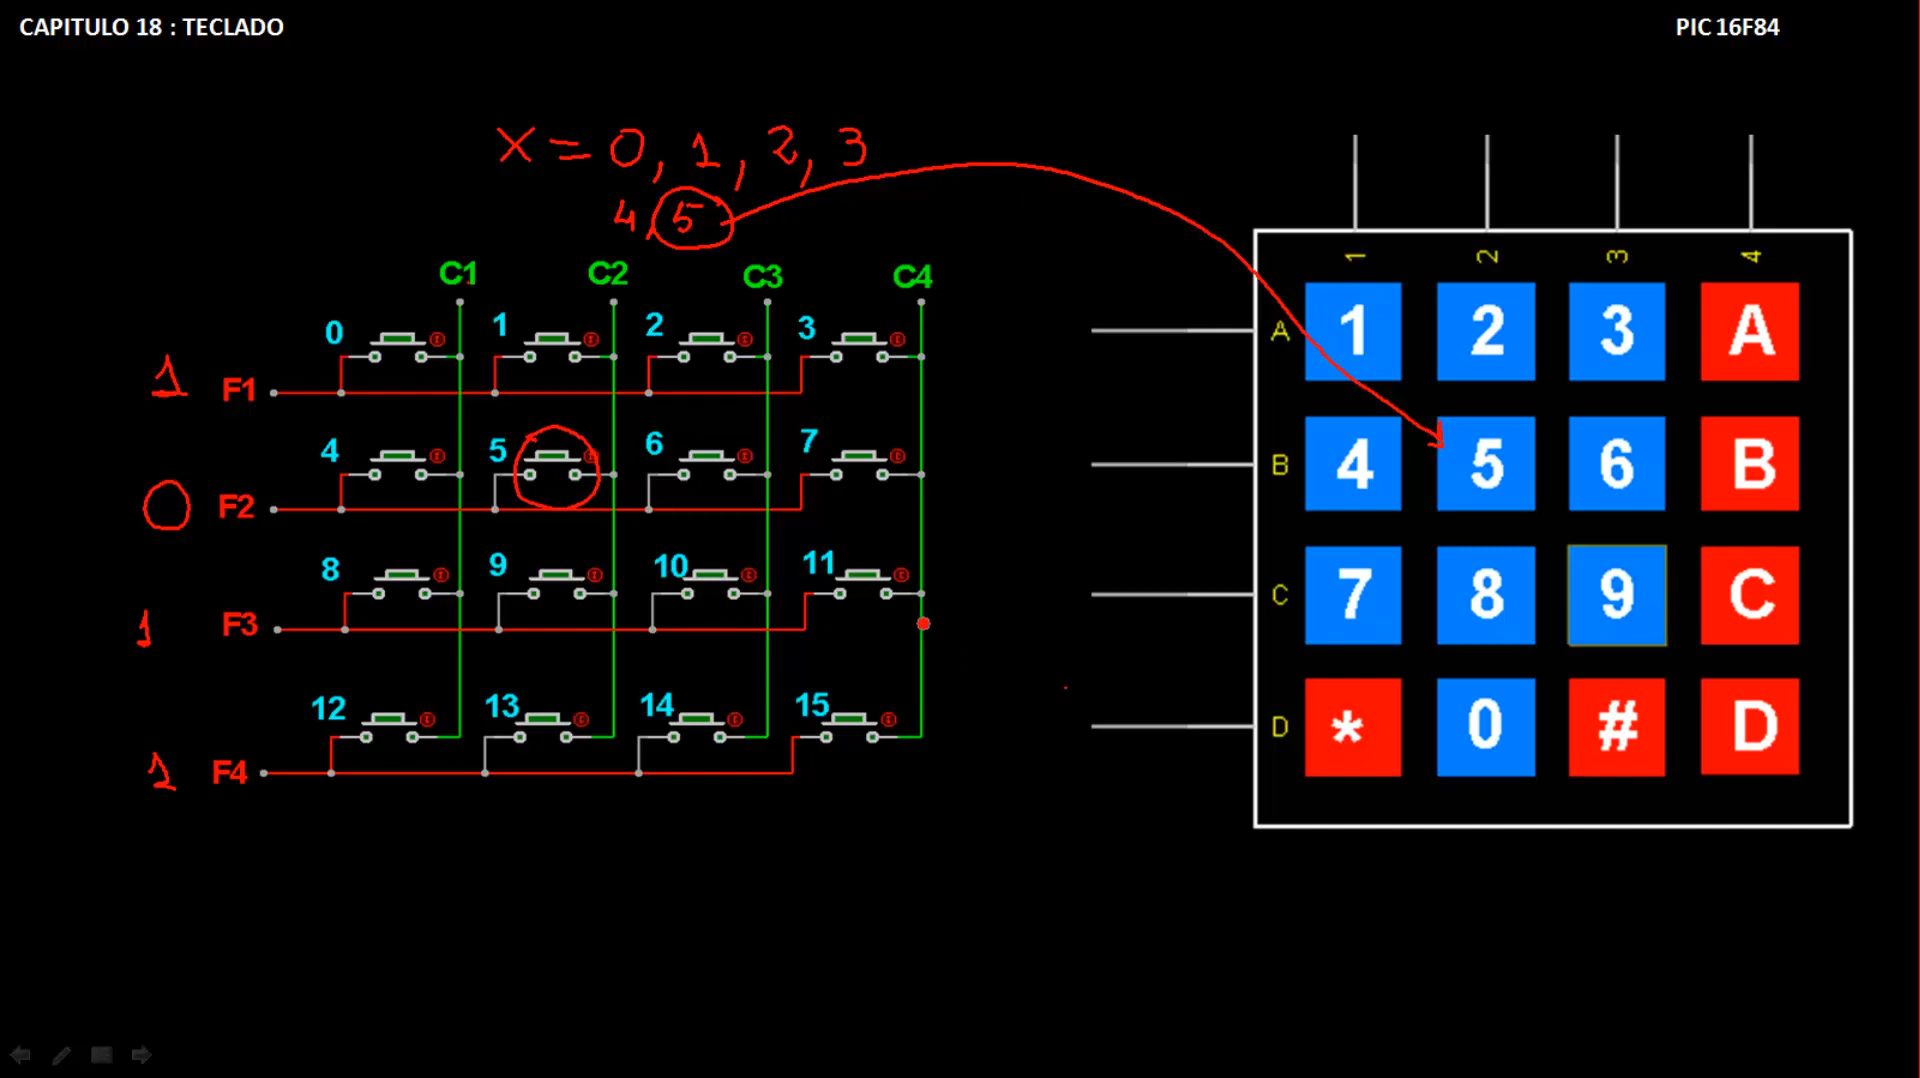 CAPITULO 18 : TECLADO
PIC 16F84
X = 0, 1, 2, 3
4, 5
C1 C2 C3 C4
0 1 2 3
1 F1
4 5 6 7
0 F2
8 9 10 11
1 F3
12 13 14 15
1 F4
1 2 3 4
A 1 2 3 A
B 4 5 6 B
C 7 8 9 C
D * 0 # D